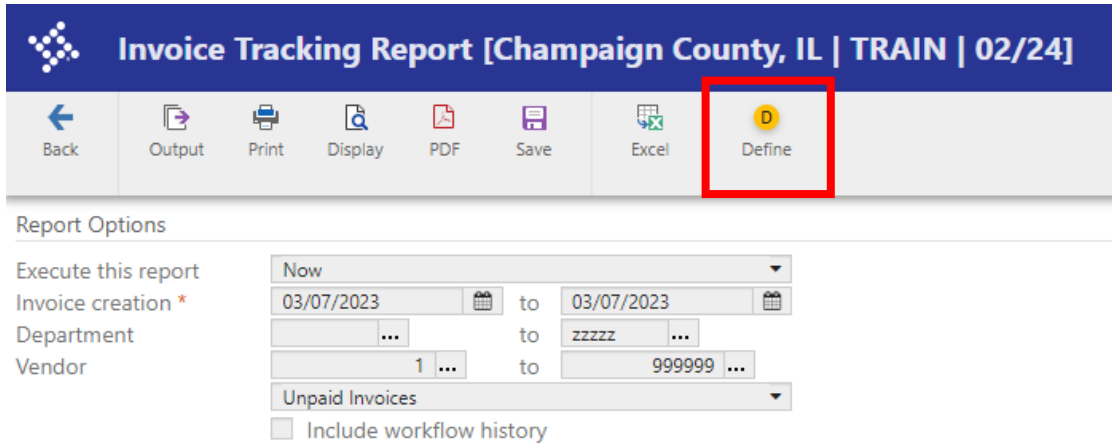 Invoice Tracking Report [Champaign County, IL | TRAIN | 02/24]
Back Output Print Display PDF Save Excel D Define
Report Options
Execute this report Now
Invoice creation * 03/07/2023 to 03/07/2023
Department ... to zzzzz ...
Vendor 1 ... to 999999 ...
Unpaid Invoices
Include workflow history